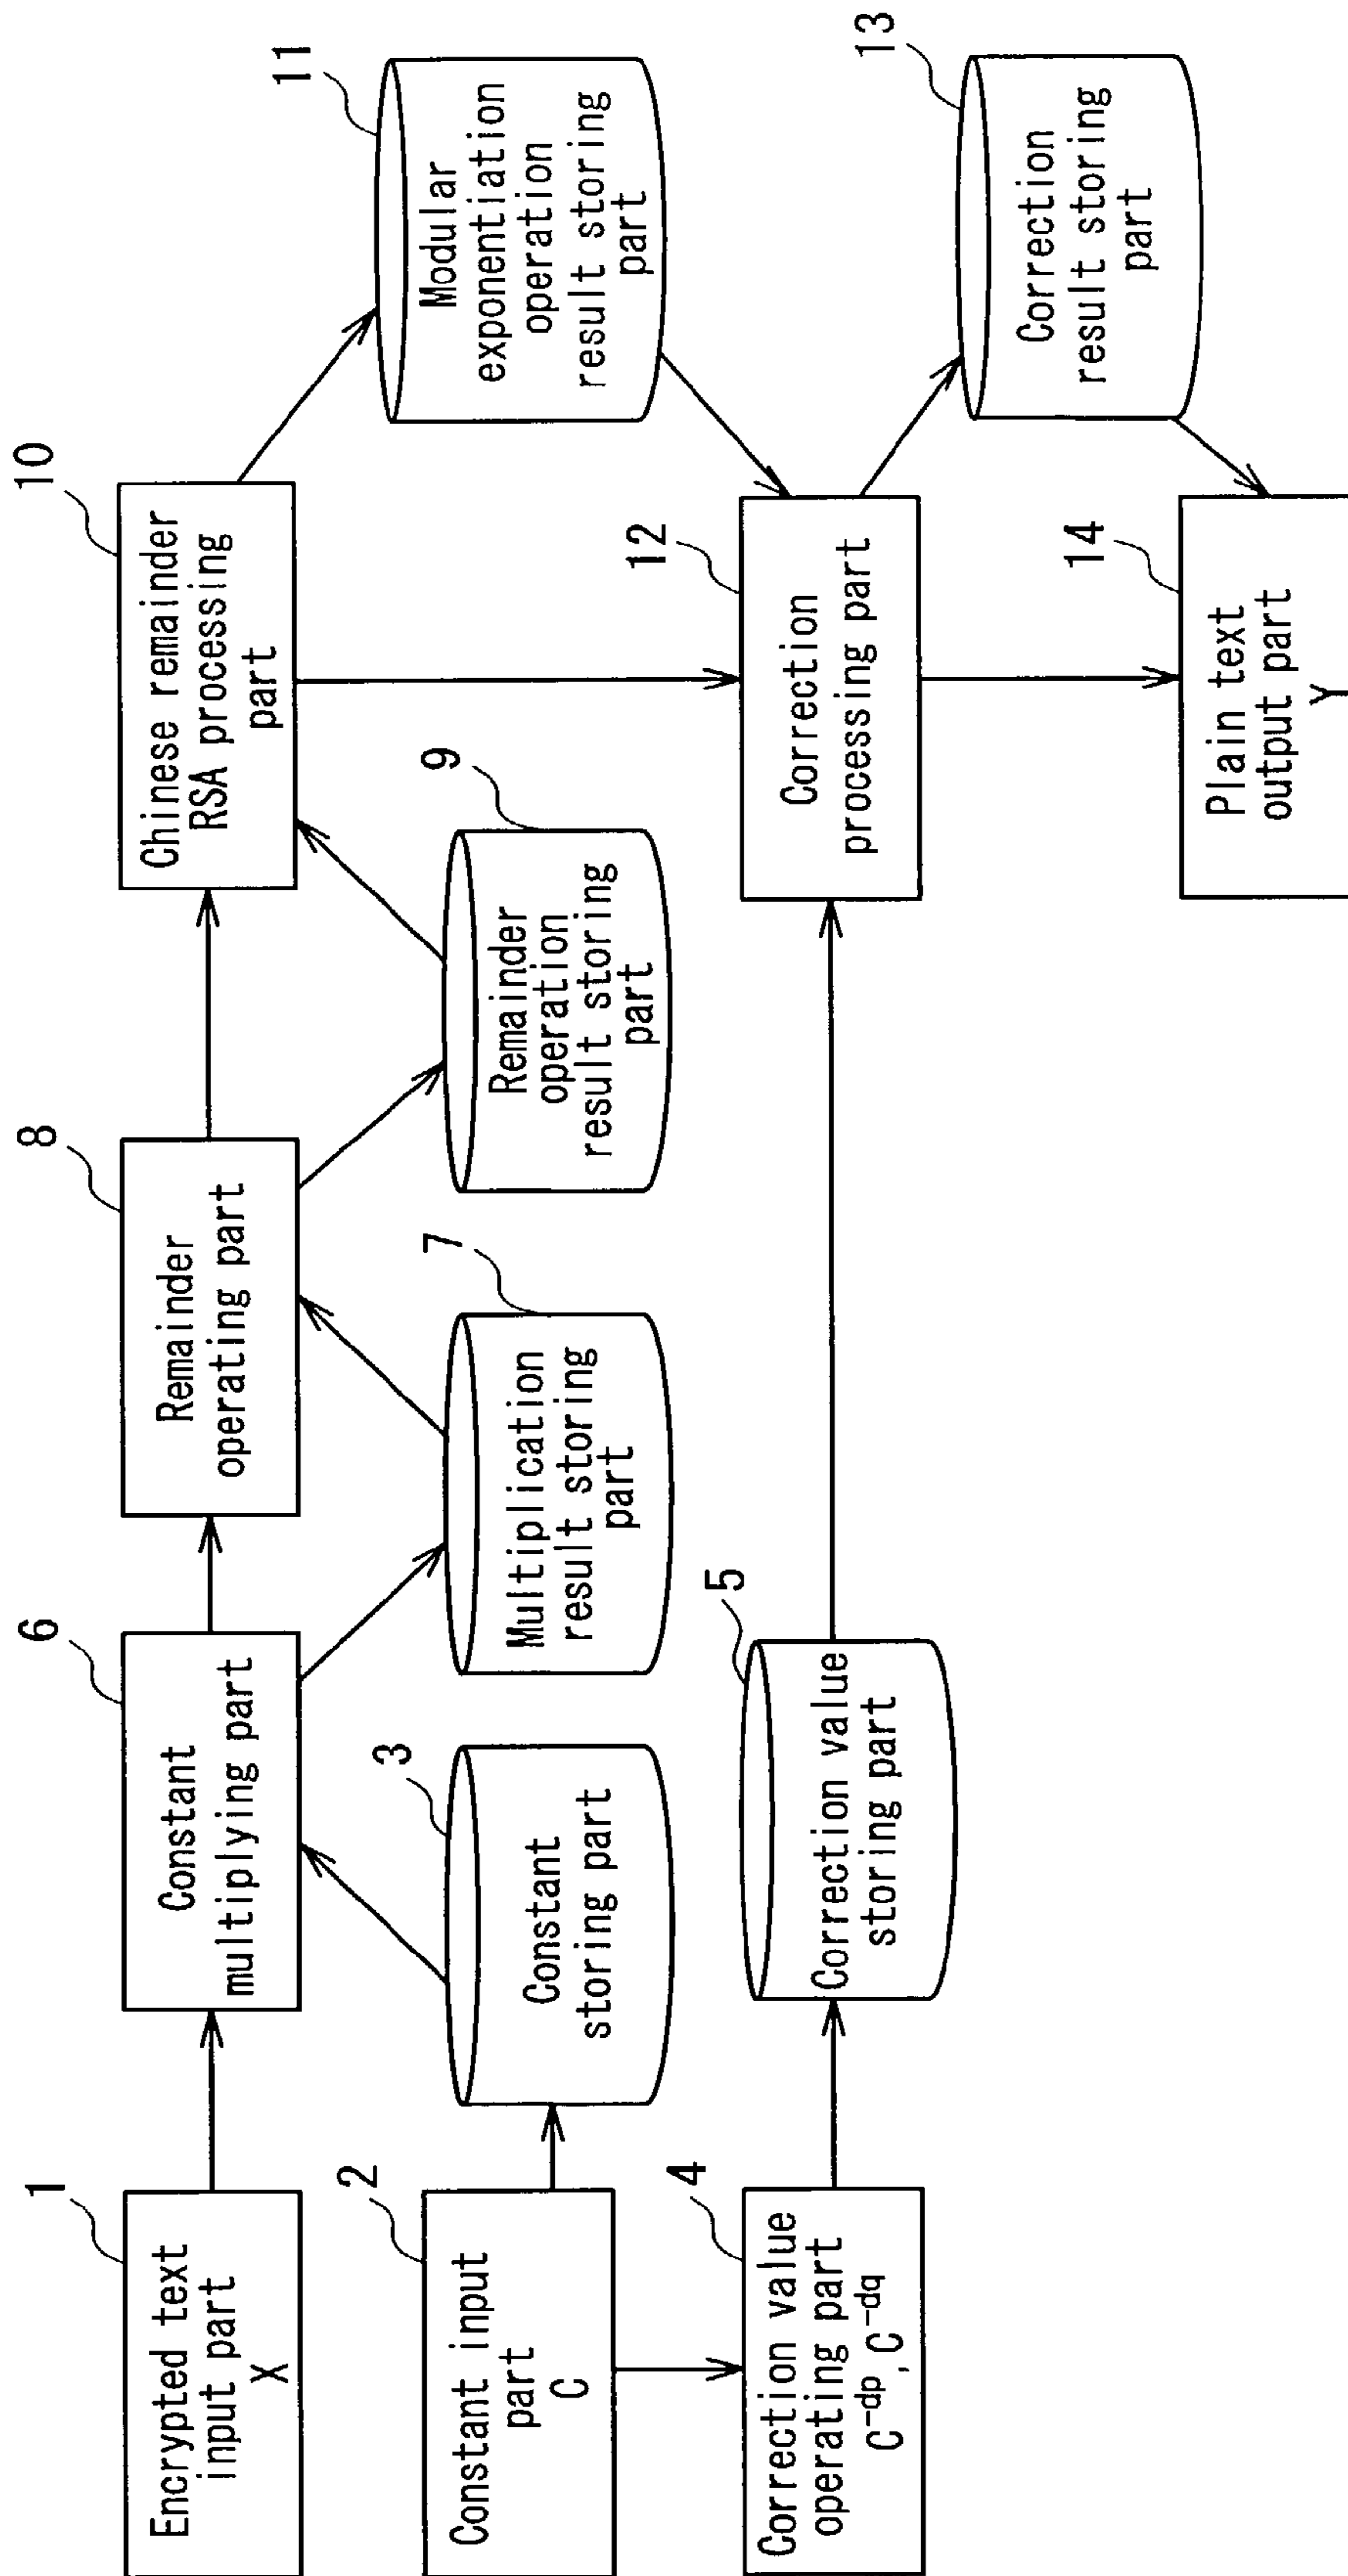 1
Encrypted text
input part
X
2
Constant input
part
C
4
Correction value
operating part
C⁻ᵈᵖ, C⁻ᵈq
3
Constant
storing part
5
Correction value
storing part
6
Constant
multiplying part
7
Multiplication
result storing
part
8
Remainder
operating part
9
Remainder
operation
result storing
part
10
Chinese remainder
RSA processing
part
11
Modular
exponentiation
operation
result storing
part
12
Correction
processing part
13
Correction
result storing
part
14
Plain text
output part
Y